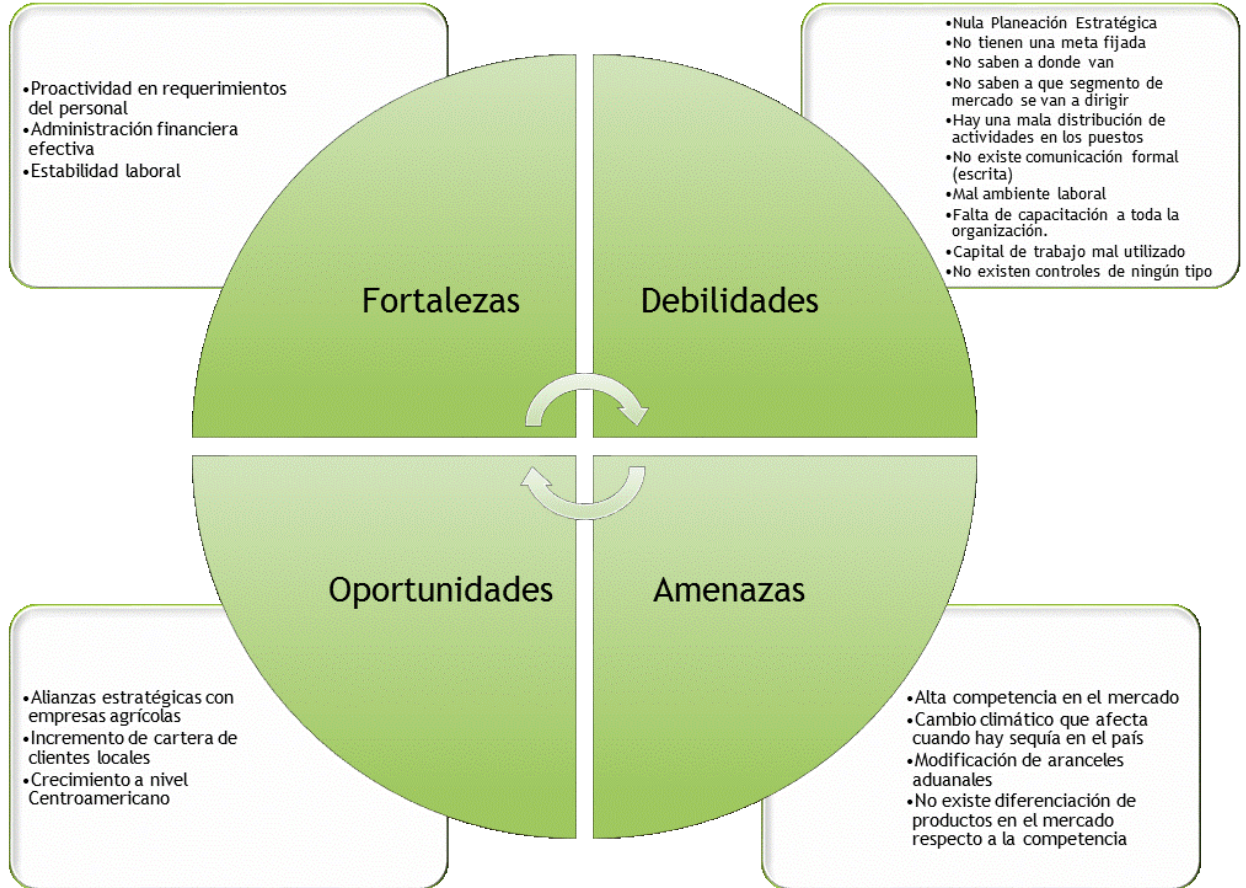 •Proactividad en requerimientos
del personal
•Administración financiera
efectiva
•Estabilidad laboral
•Nula Planeación Estratégica
•No tienen una meta fijada
•No saben a donde van
•No saben a que segmento de
mercado se van a dirigir
•Hay una mala distribución de
actividades en los puestos
•No existe comunicación formal
(escrita)
•Mal ambiente laboral
•Falta de capacitación a toda la
organización.
•Capital de trabajo mal utilizado
•No existen controles de ningún tipo
Fortalezas
Debilidades
Oportunidades
Amenazas
•Alianzas estratégicas con
empresas agrícolas
•Incremento de cartera de
clientes locales
•Crecimiento a nivel
Centroamericano
•Alta competencia en el mercado
•Cambio climático que afecta
cuando hay sequía en el país
•Modificación de aranceles
aduanales
•No existe diferenciación de
productos en el mercado
respecto a la competencia